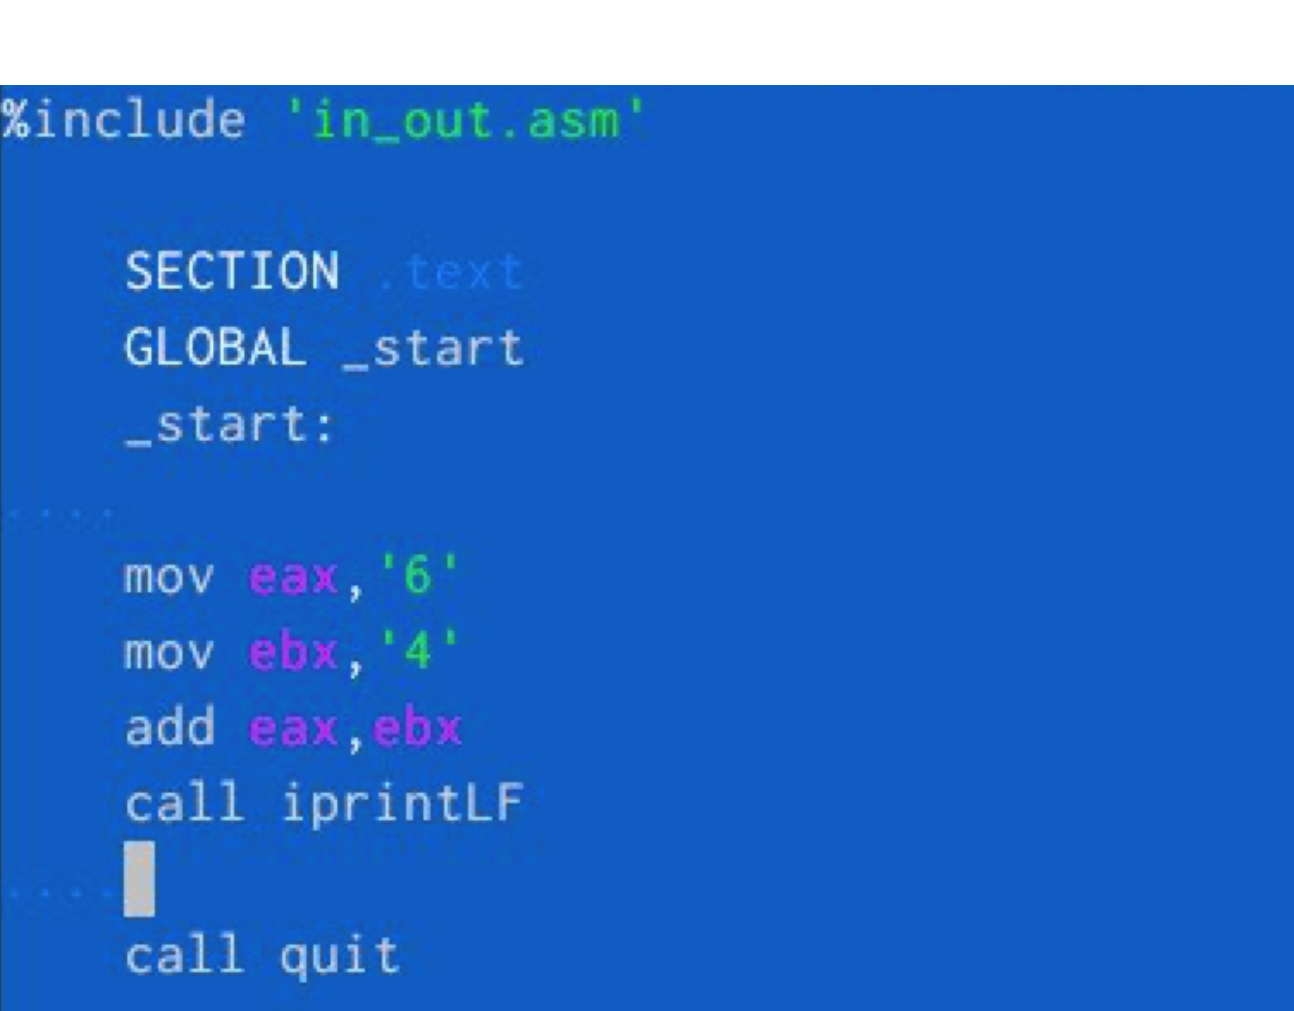 %include 'in_out.asm'
SECTION .text
GLOBAL _start
_start:
mov eax,'6'
mov ebx,'4'
add eax,ebx
call iprintLF
call quit